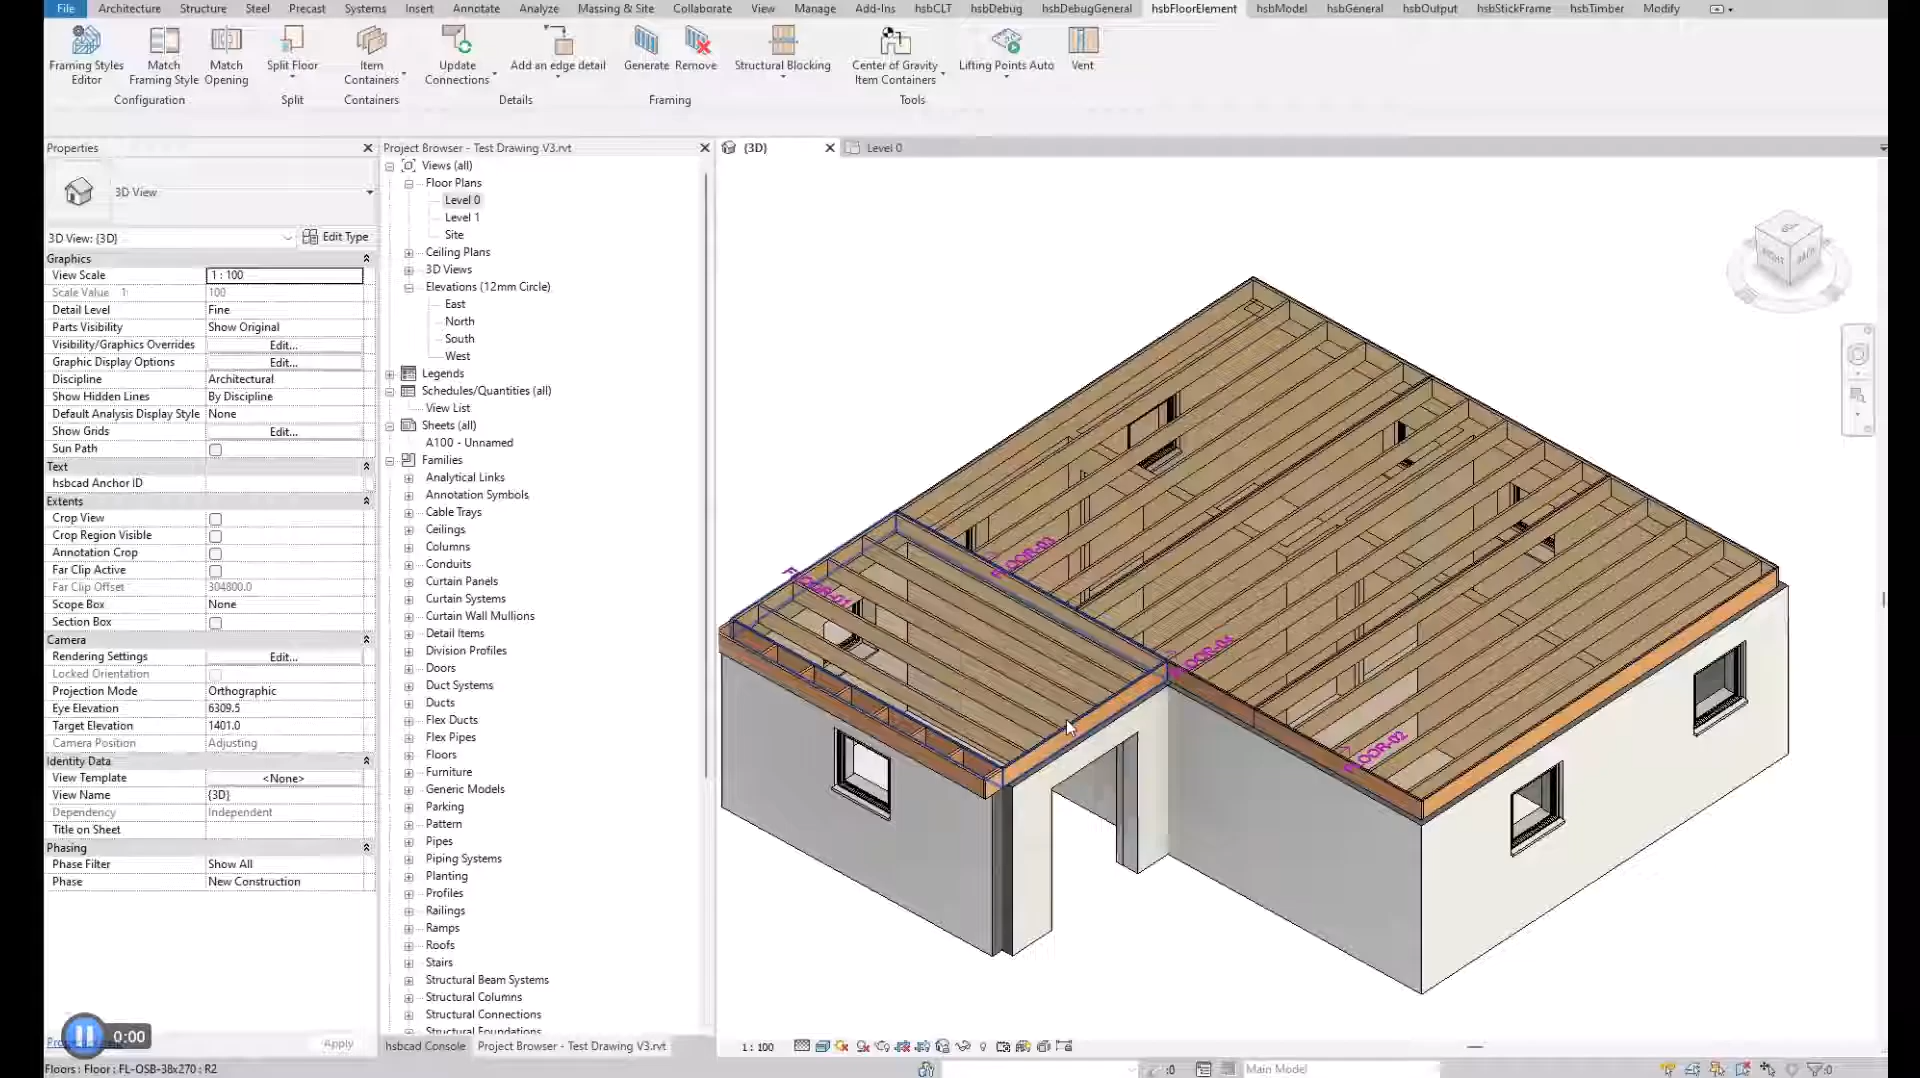 File Architecture Structure Steel Precast Systems Insert Annotate Analyze Massing & Site Collaborate View Manage Add-Ins hsbCLT hsbDebug hsbDebugGeneral hsbFloorElement hsbModel hsbGeneral hsbOutput hsbStickFrame hsbTimber Modify
Framing Styles Editor
Match Framing Style
Match Opening
Split Floor
Item Containers
Update Connections
Add an edge detail
Generate
Remove
Structural Blocking
Center of Gravity Item Containers
Lifting Points Auto
Vent
Configuration Split Containers Details Framing Tools
Properties
3D View
3D View: {3D}
Edit Type
Graphics
View Scale 1 : 100
Scale Value 1: 100
Detail Level Fine
Parts Visibility Show Original
Visibility/Graphics Overrides Edit...
Graphic Display Options Edit...
Discipline Architectural
Show Hidden Lines By Discipline
Default Analysis Display Style None
Show Grids Edit...
Sun Path
Text
hsbcad Anchor ID
Extents
Crop View
Crop Region Visible
Annotation Crop
Far Clip Active
Far Clip Offset 304800.0
Scope Box None
Section Box
Camera
Rendering Settings Edit...
Locked Orientation
Projection Mode Orthographic
Eye Elevation 6309.5
Target Elevation 1401.0
Camera Position Adjusting
Identity Data
View Template <None>
View Name {3D}
Dependency Independent
Title on Sheet
Phasing
Phase Filter Show All
Phase New Construction
0:00
Apply
Floors : Floor : FL-OSB-38x270 : R2
Project Browser - Test Drawing V3.rvt
Views (all)
Floor Plans
Level 0
Level 1
Site
Ceiling Plans
3D Views
Elevations (12mm Circle)
East
North
South
West
Legends
Schedules/Quantities (all)
View List
Sheets (all)
A100 - Unnamed
Families
Analytical Links
Annotation Symbols
Cable Trays
Ceilings
Columns
Conduits
Curtain Panels
Curtain Systems
Curtain Wall Mullions
Detail Items
Division Profiles
Doors
Duct Systems
Ducts
Flex Ducts
Flex Pipes
Floors
Furniture
Generic Models
Parking
Pattern
Pipes
Piping Systems
Planting
Profiles
Railings
Ramps
Roofs
Stairs
Structural Beam Systems
Structural Columns
Structural Connections
Structural Foundations
hsbcad Console Project Browser - Test Drawing V3.rvt
{3D}
Level 0
RIGHT
BACK
FLOOR-03
FLOOR-01
FLOOR-02
1 : 100
:0
Main Model
:0